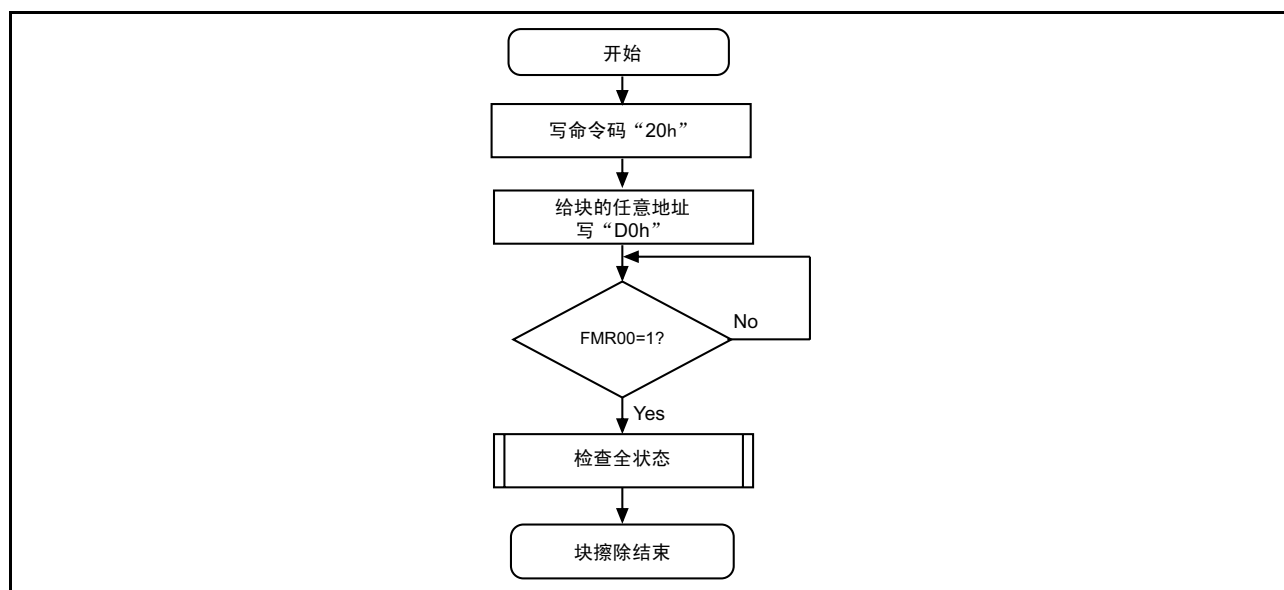 开始
写命令码“20h”
给块的任意地址
写“D0h”
FMR00=1?
No
Yes
检查全状态
块擦除结束